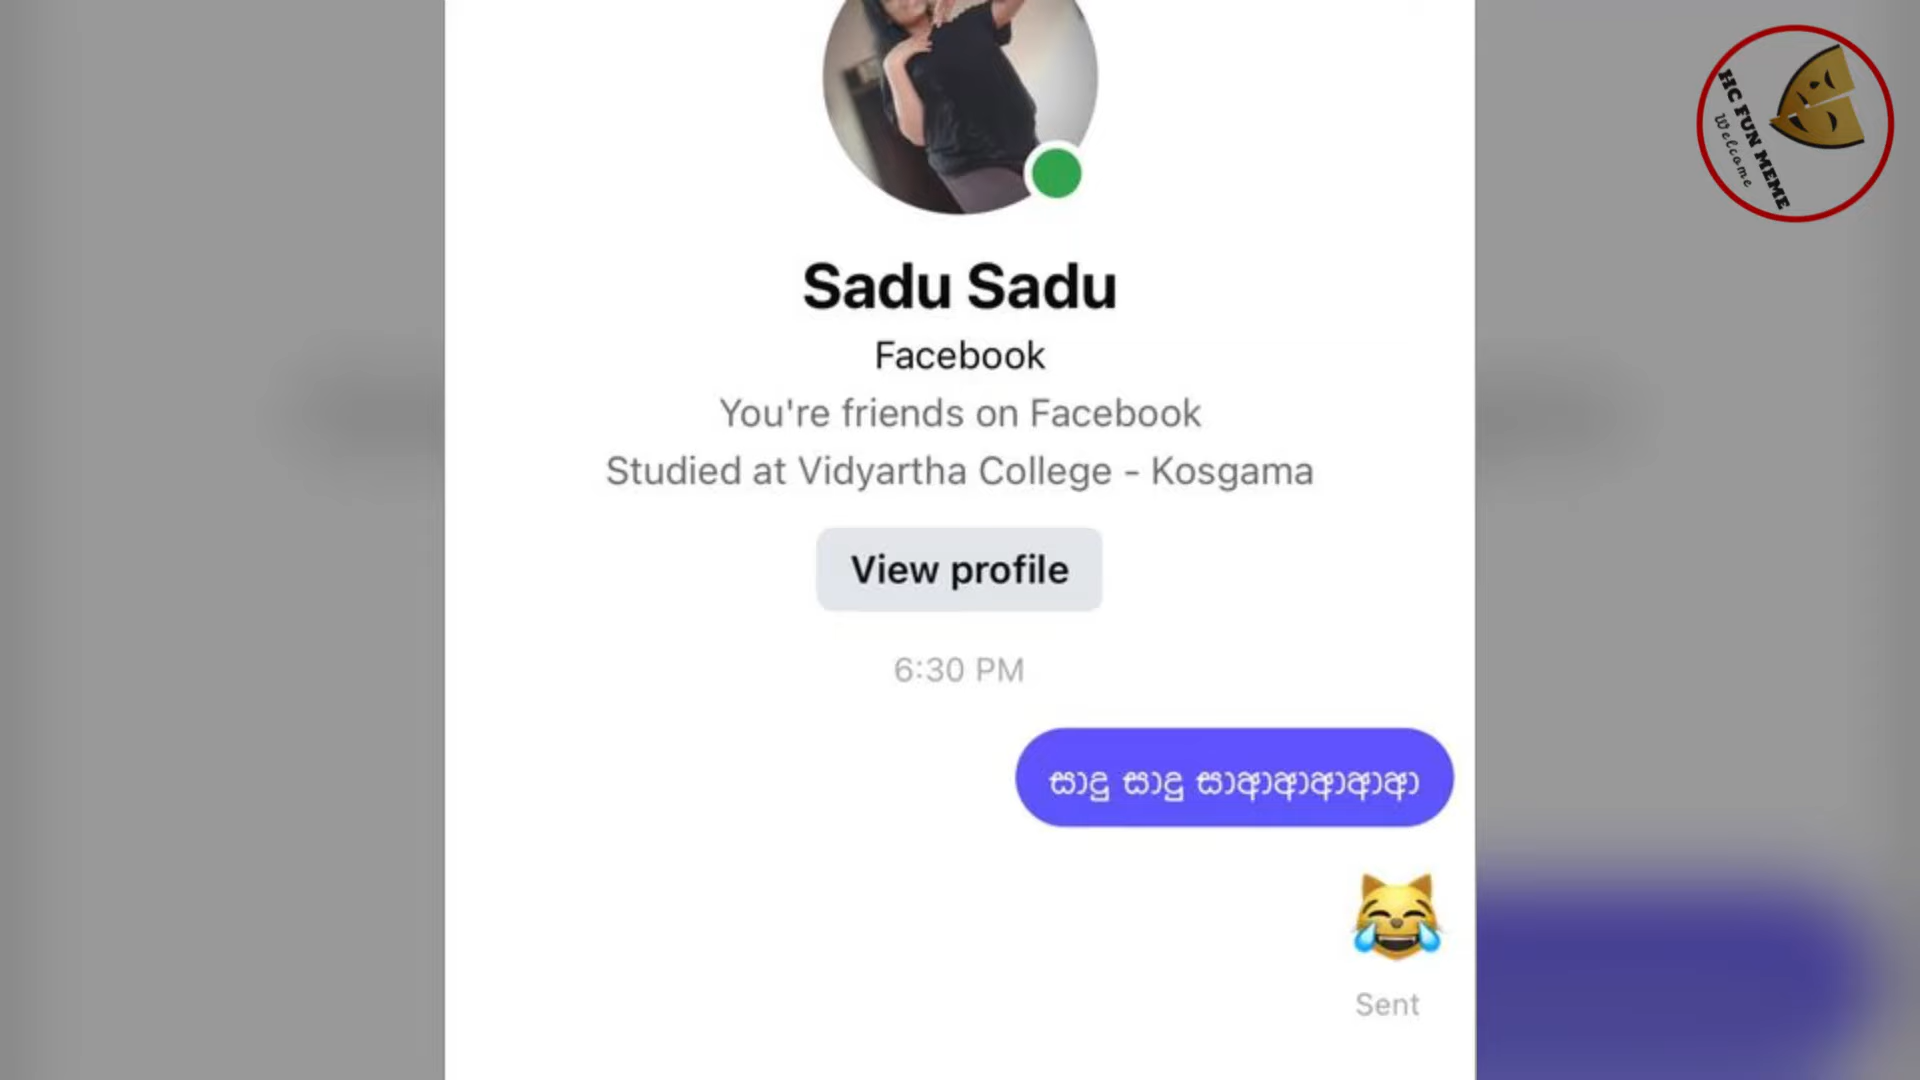 HC FUN MEME
Welcome
Sadu Sadu
Facebook
You're friends on Facebook
Studied at Vidyartha College - Kosgama
View profile
6:30 PM
සාදු සාදු සාආාආාආාආාආා
Sent